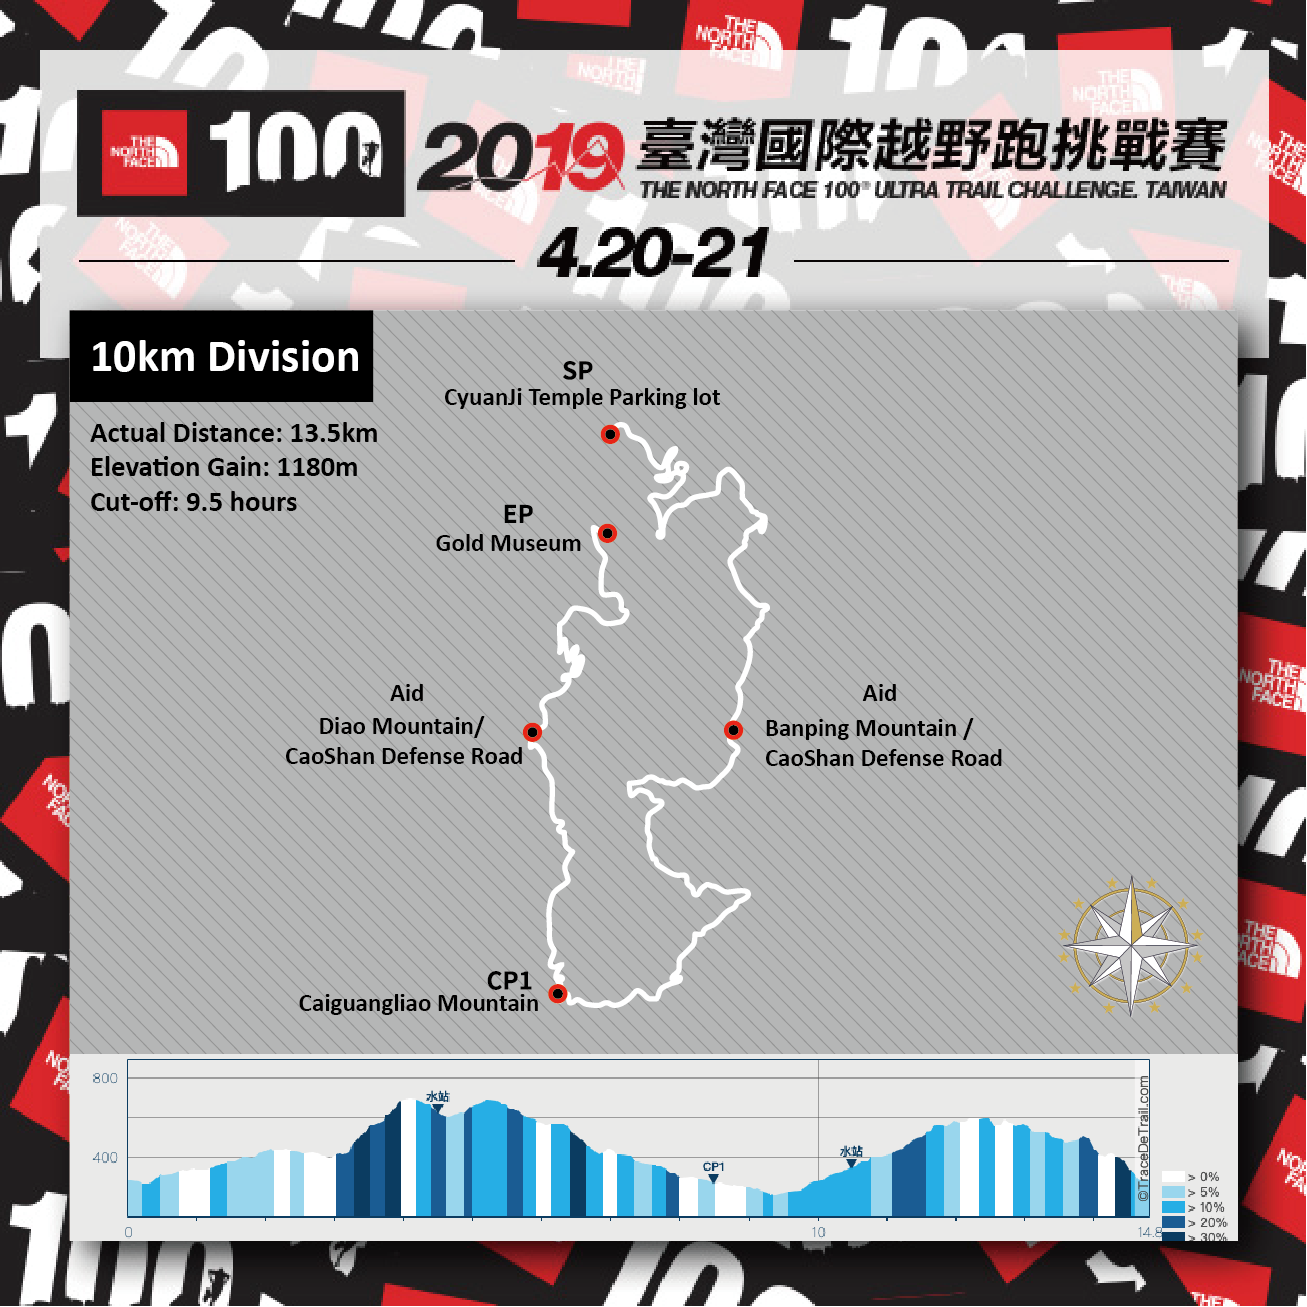 THE
NORTH
FACE
100
2019
臺灣國際越野跑挑戰賽
THE NORTH FACE 100® ULTRA TRAIL CHALLENGE. TAIWAN
4.20-21
10km Division
Actual Distance: 13.5km
Elevation Gain: 1180m
Cut-off: 9.5 hours
SP
CyuanJi Temple Parking lot
EP
Gold Museum
Aid
Diao Mountain/
CaoShan Defense Road
Aid
Banping Mountain /
CaoShan Defense Road
CP1
Caiguangliao Mountain
800
400
水站
CP1
水站
0
10
14.8
©TraceDeTrail.com
> 0%
> 5%
> 10%
> 20%
> 30%